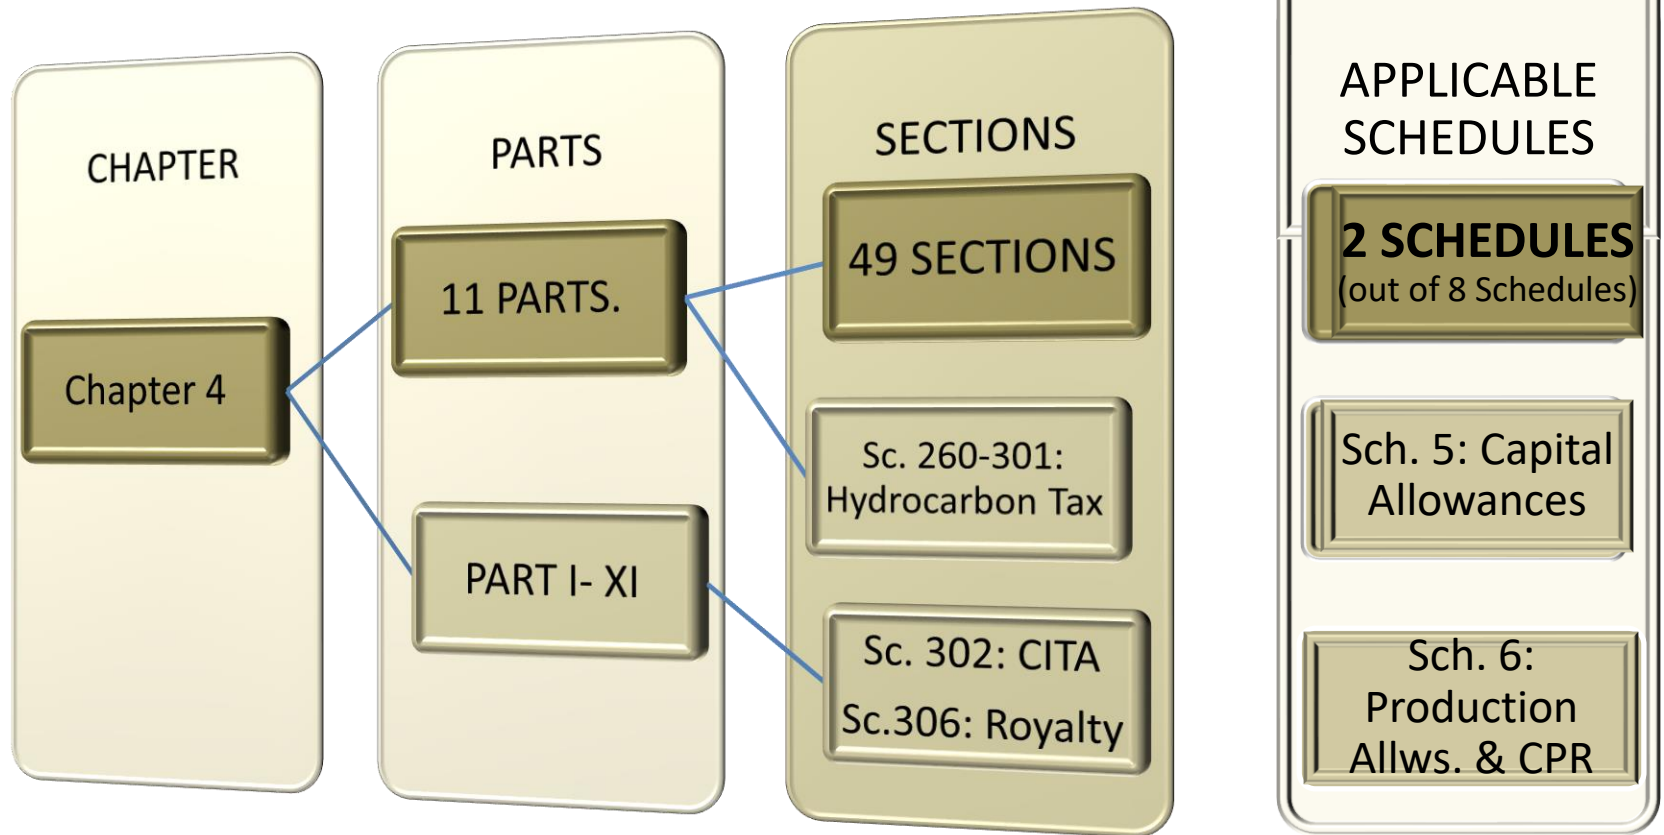 CHAPTER
Chapter 4
PARTS
11 PARTS.
PART I- XI
SECTIONS
49 SECTIONS
Sc. 260-301:
Hydrocarbon Tax
Sc. 302: CITA
Sc.306: Royalty
APPLICABLE
SCHEDULES
2 SCHEDULES
(out of 8 Schedules)
Sch. 5: Capital
Allowances
Sch. 6:
Production
Allws. & CPR